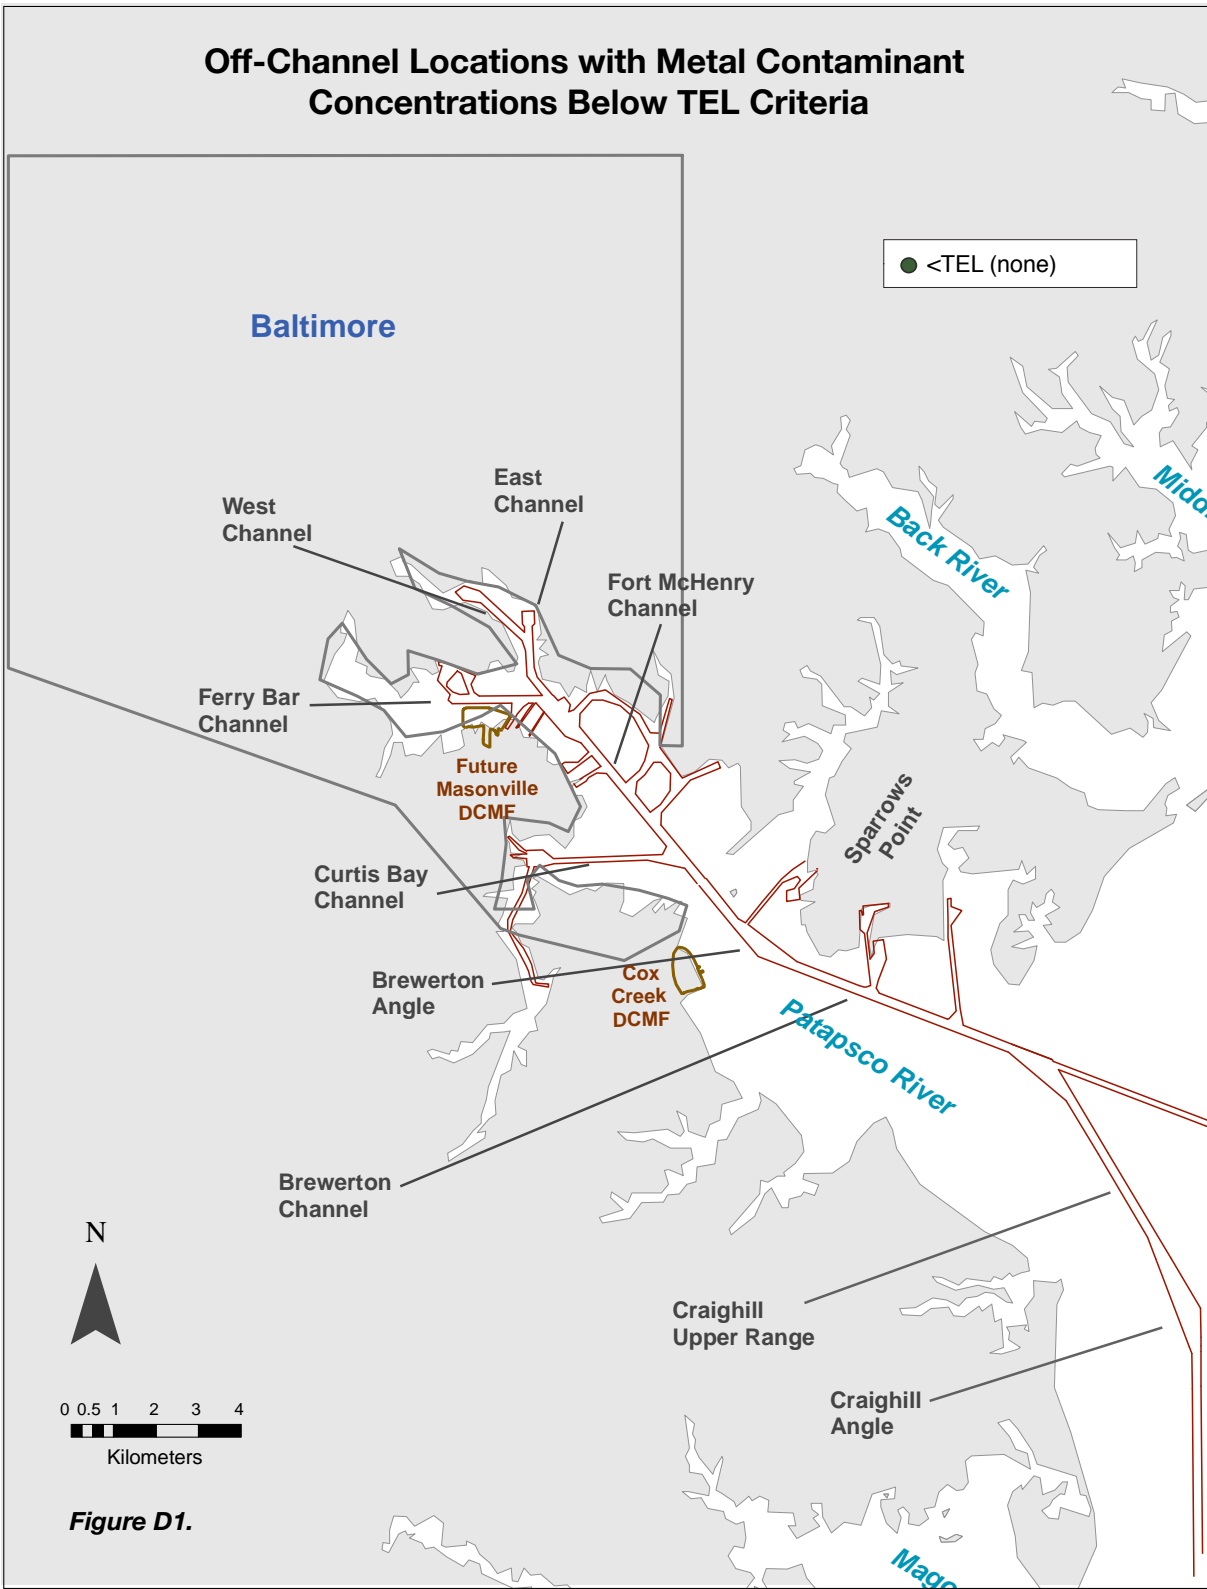 Off-Channel Locations with Metal Contaminant
Concentrations Below TEL Criteria
<TEL (none)
Baltimore
East
Channel
West
Channel
Back River
Fort McHenry
Channel
Ferry Bar
Channel
Future
Masonville
DCMF
Sparrows
Point
Curtis Bay
Channel
Brewerton
Angle
Cox
Creek
DCMF
Patapsco River
Brewerton
Channel
N
Craighill
Upper Range
Craighill
Angle
0 0.5 1 2 3 4
Kilometers
Figure D1.